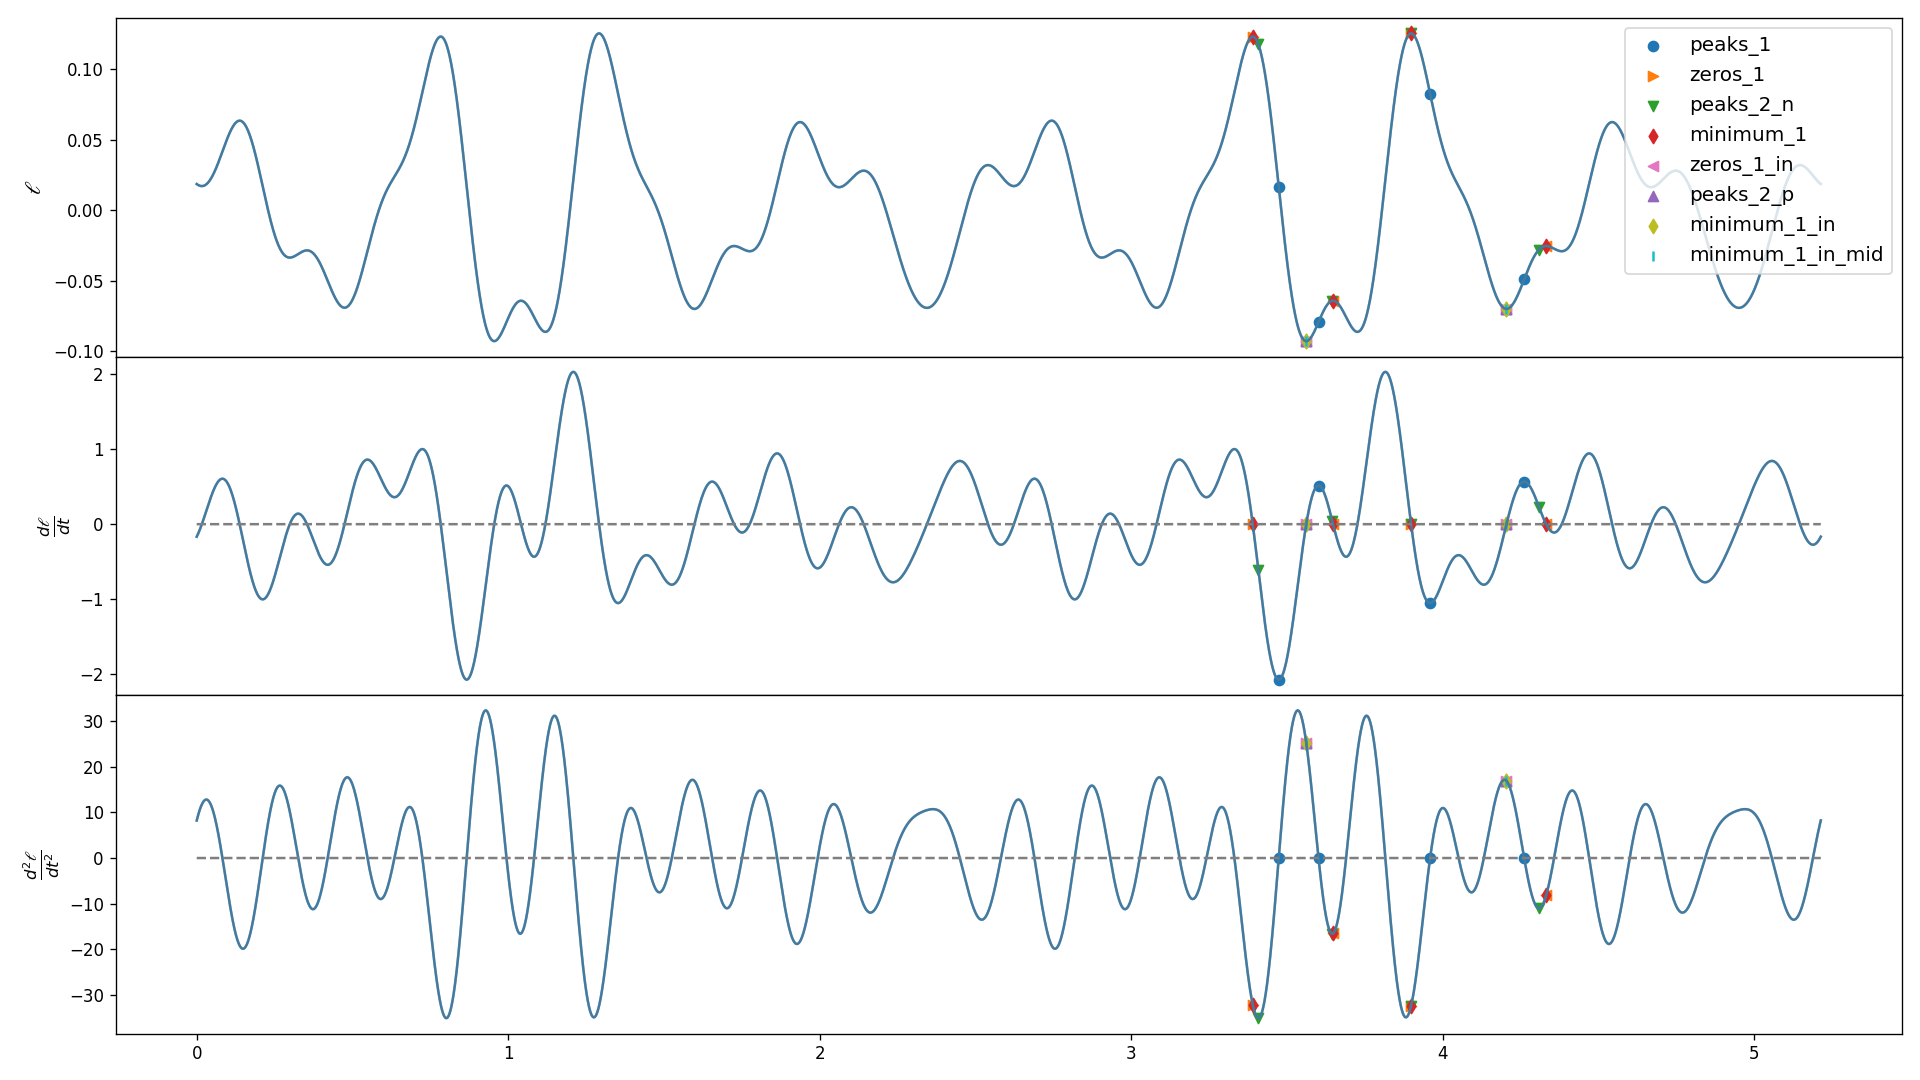 0.10
0.05
0.00
−0.05
−0.10
ℓ
peaks_1
zeros_1
peaks_2_n
minimum_1
zeros_1_in
peaks_2_p
minimum_1_in
minimum_1_in_mid
2
1
0
−1
−2
dℓ
dt
30
20
10
0
−10
−20
−30
d²ℓ
dt²
0 1 2 3 4 5